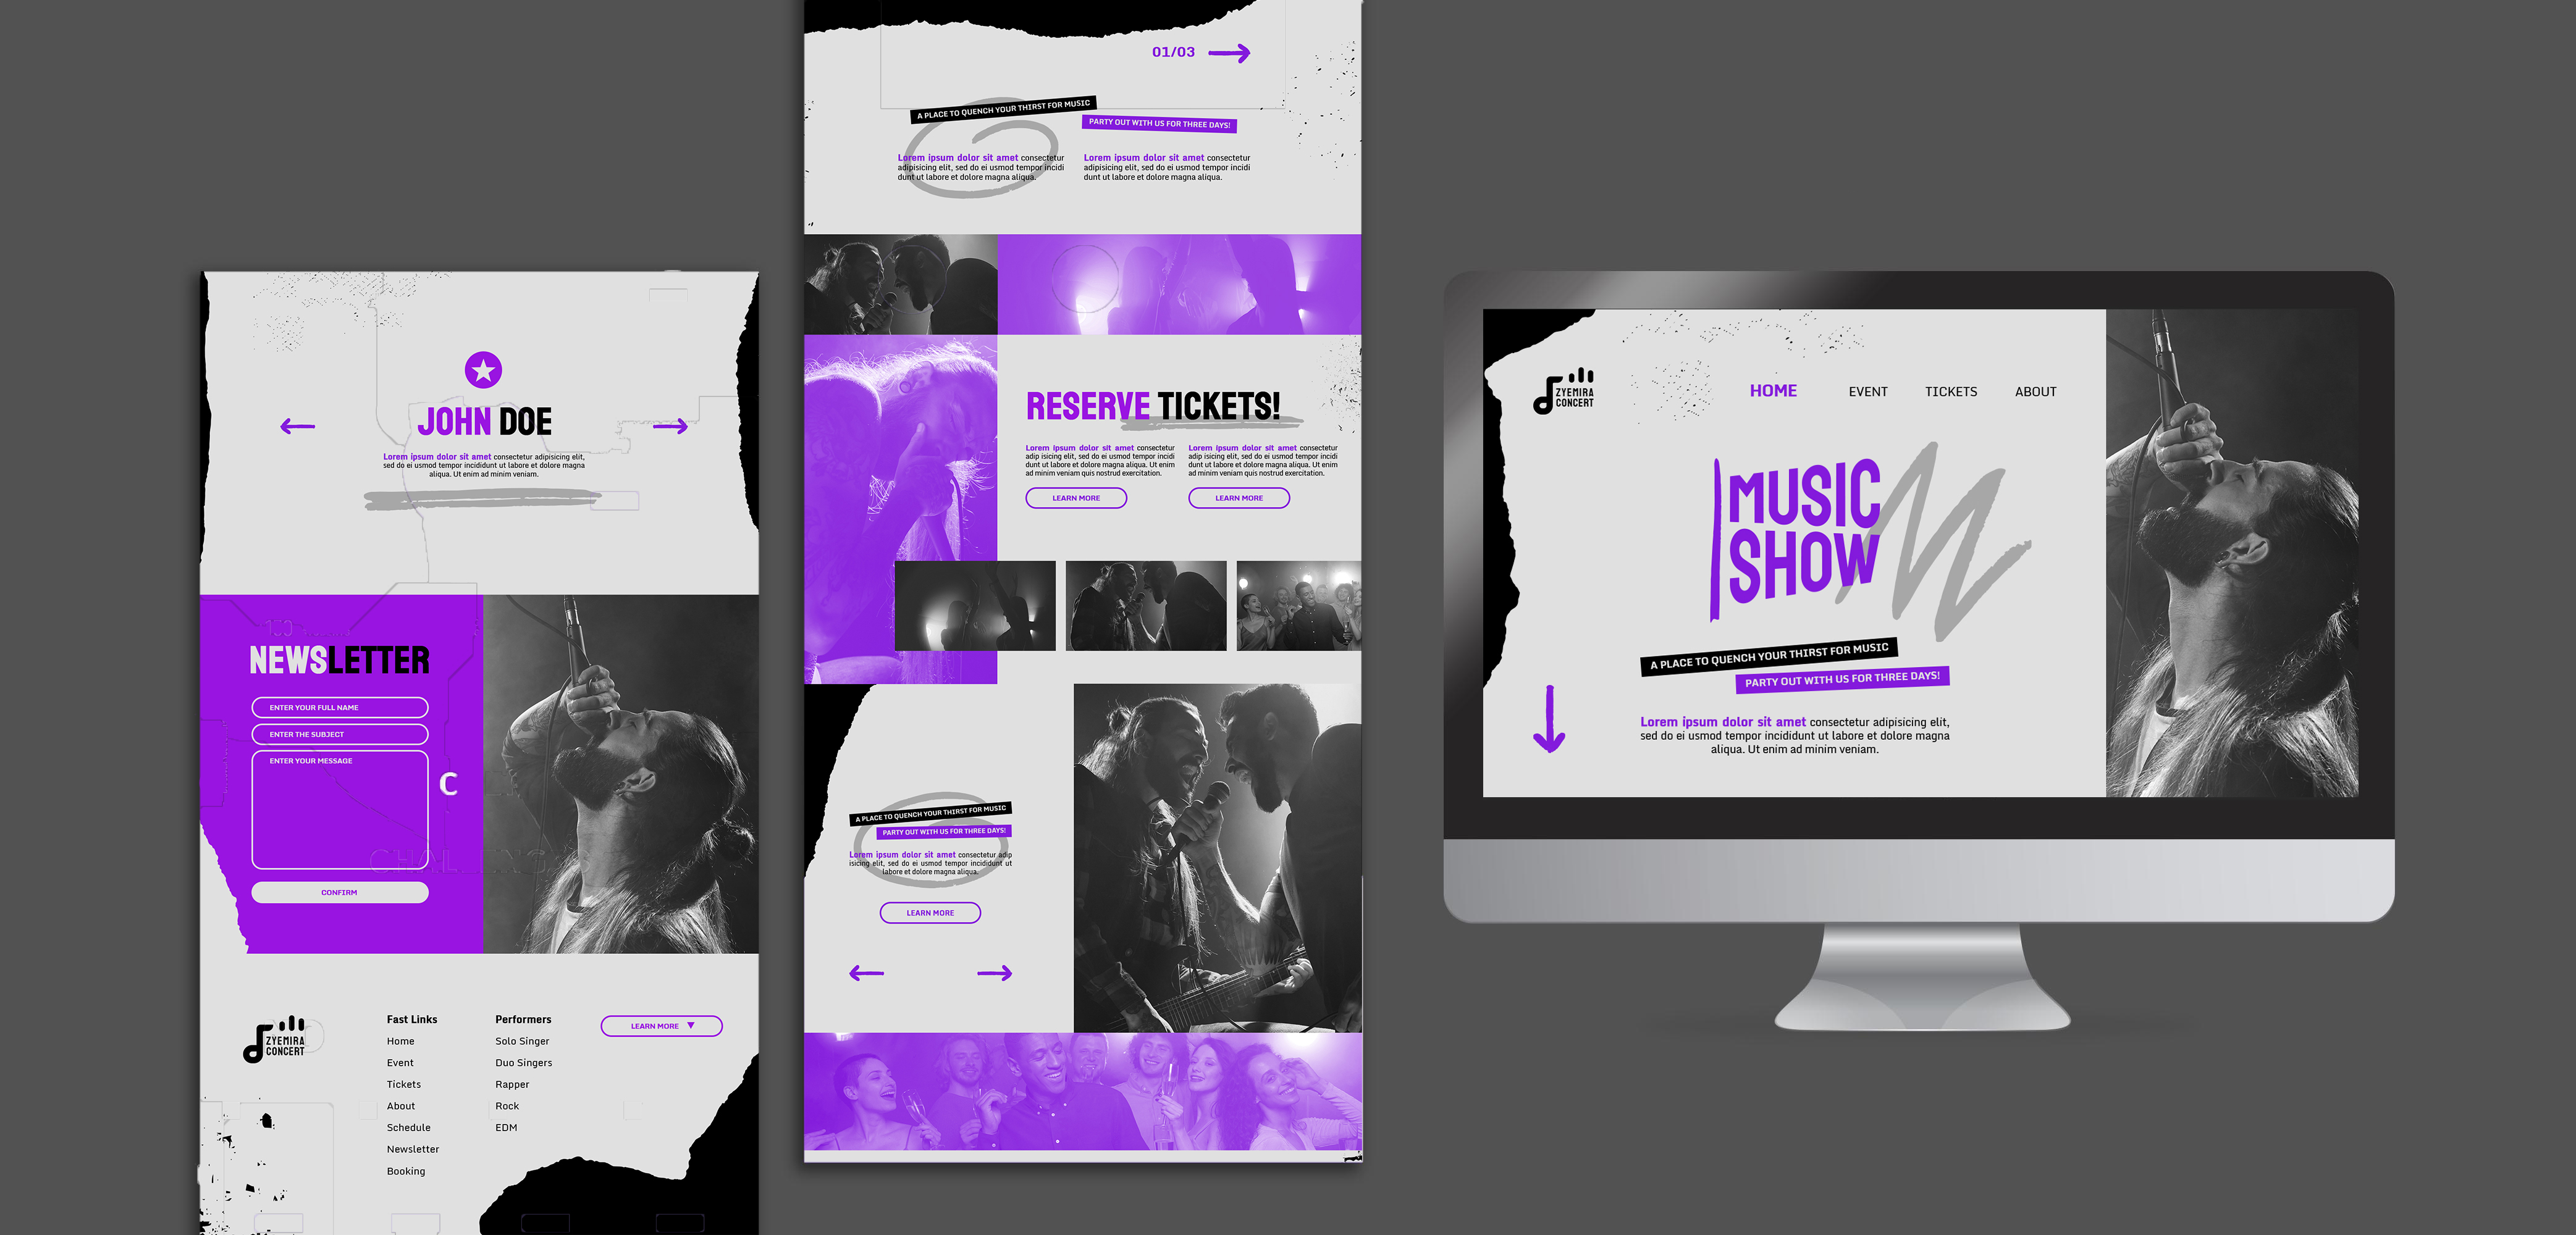 JOHN DOE
Lorem ipsum dolor sit amet consectetur adipisicing elit,
sed do ei usmod tempor incididunt ut labore et dolore magna
aliqua. Ut enim ad minim veniam.
NEWSLETTER
ENTER YOUR FULL NAME
ENTER THE SUBJECT
ENTER YOUR MESSAGE
C
CONFIRM
ZYEMIRA
CONCERT
Fast Links
Home
Event
Tickets
About
Schedule
Newsletter
Booking
Performers
Solo Singer
Duo Singers
Rapper
Rock
EDM
LEARN MORE
01/03
A PLACE TO QUENCH YOUR THIRST FOR MUSIC
PARTY OUT WITH US FOR THREE DAYS!
Lorem ipsum dolor sit amet consectetur
adipisicing elit, sed do ei usmod tempor incidi
dunt ut labore et dolore magna aliqua.
Lorem ipsum dolor sit amet consectetur
adipisicing elit, sed do ei usmod tempor incidi
dunt ut labore et dolore magna aliqua.
RESERVE TICKETS!
Lorem ipsum dolor sit amet consectetur
adip isicing elit, sed do ei usmod tempor incidi
dunt ut labore et dolore magna aliqua. Ut enim
ad minim veniam quis nostrud exercitation.
LEARN MORE
Lorem ipsum dolor sit amet consectetur
adip isicing elit, sed do ei usmod tempor incidi
dunt ut labore et dolore magna aliqua. Ut enim
ad minim veniam quis nostrud exercitation.
LEARN MORE
A PLACE TO QUENCH YOUR THIRST FOR MUSIC
PARTY OUT WITH US FOR THREE DAYS!
Lorem ipsum dolor sit amet consectetur adip
isicing elit, sed do ei usmod tempor incididunt ut
labore et dolore magna aliqua.
LEARN MORE
ZYEMIRA
CONCERT
HOME
EVENT
TICKETS
ABOUT
MUSIC
SHOW
A PLACE TO QUENCH YOUR THIRST FOR MUSIC
PARTY OUT WITH US FOR THREE DAYS!
Lorem ipsum dolor sit amet consectetur adipisicing elit,
sed do ei usmod tempor incididunt ut labore et dolore magna
aliqua. Ut enim ad minim veniam.